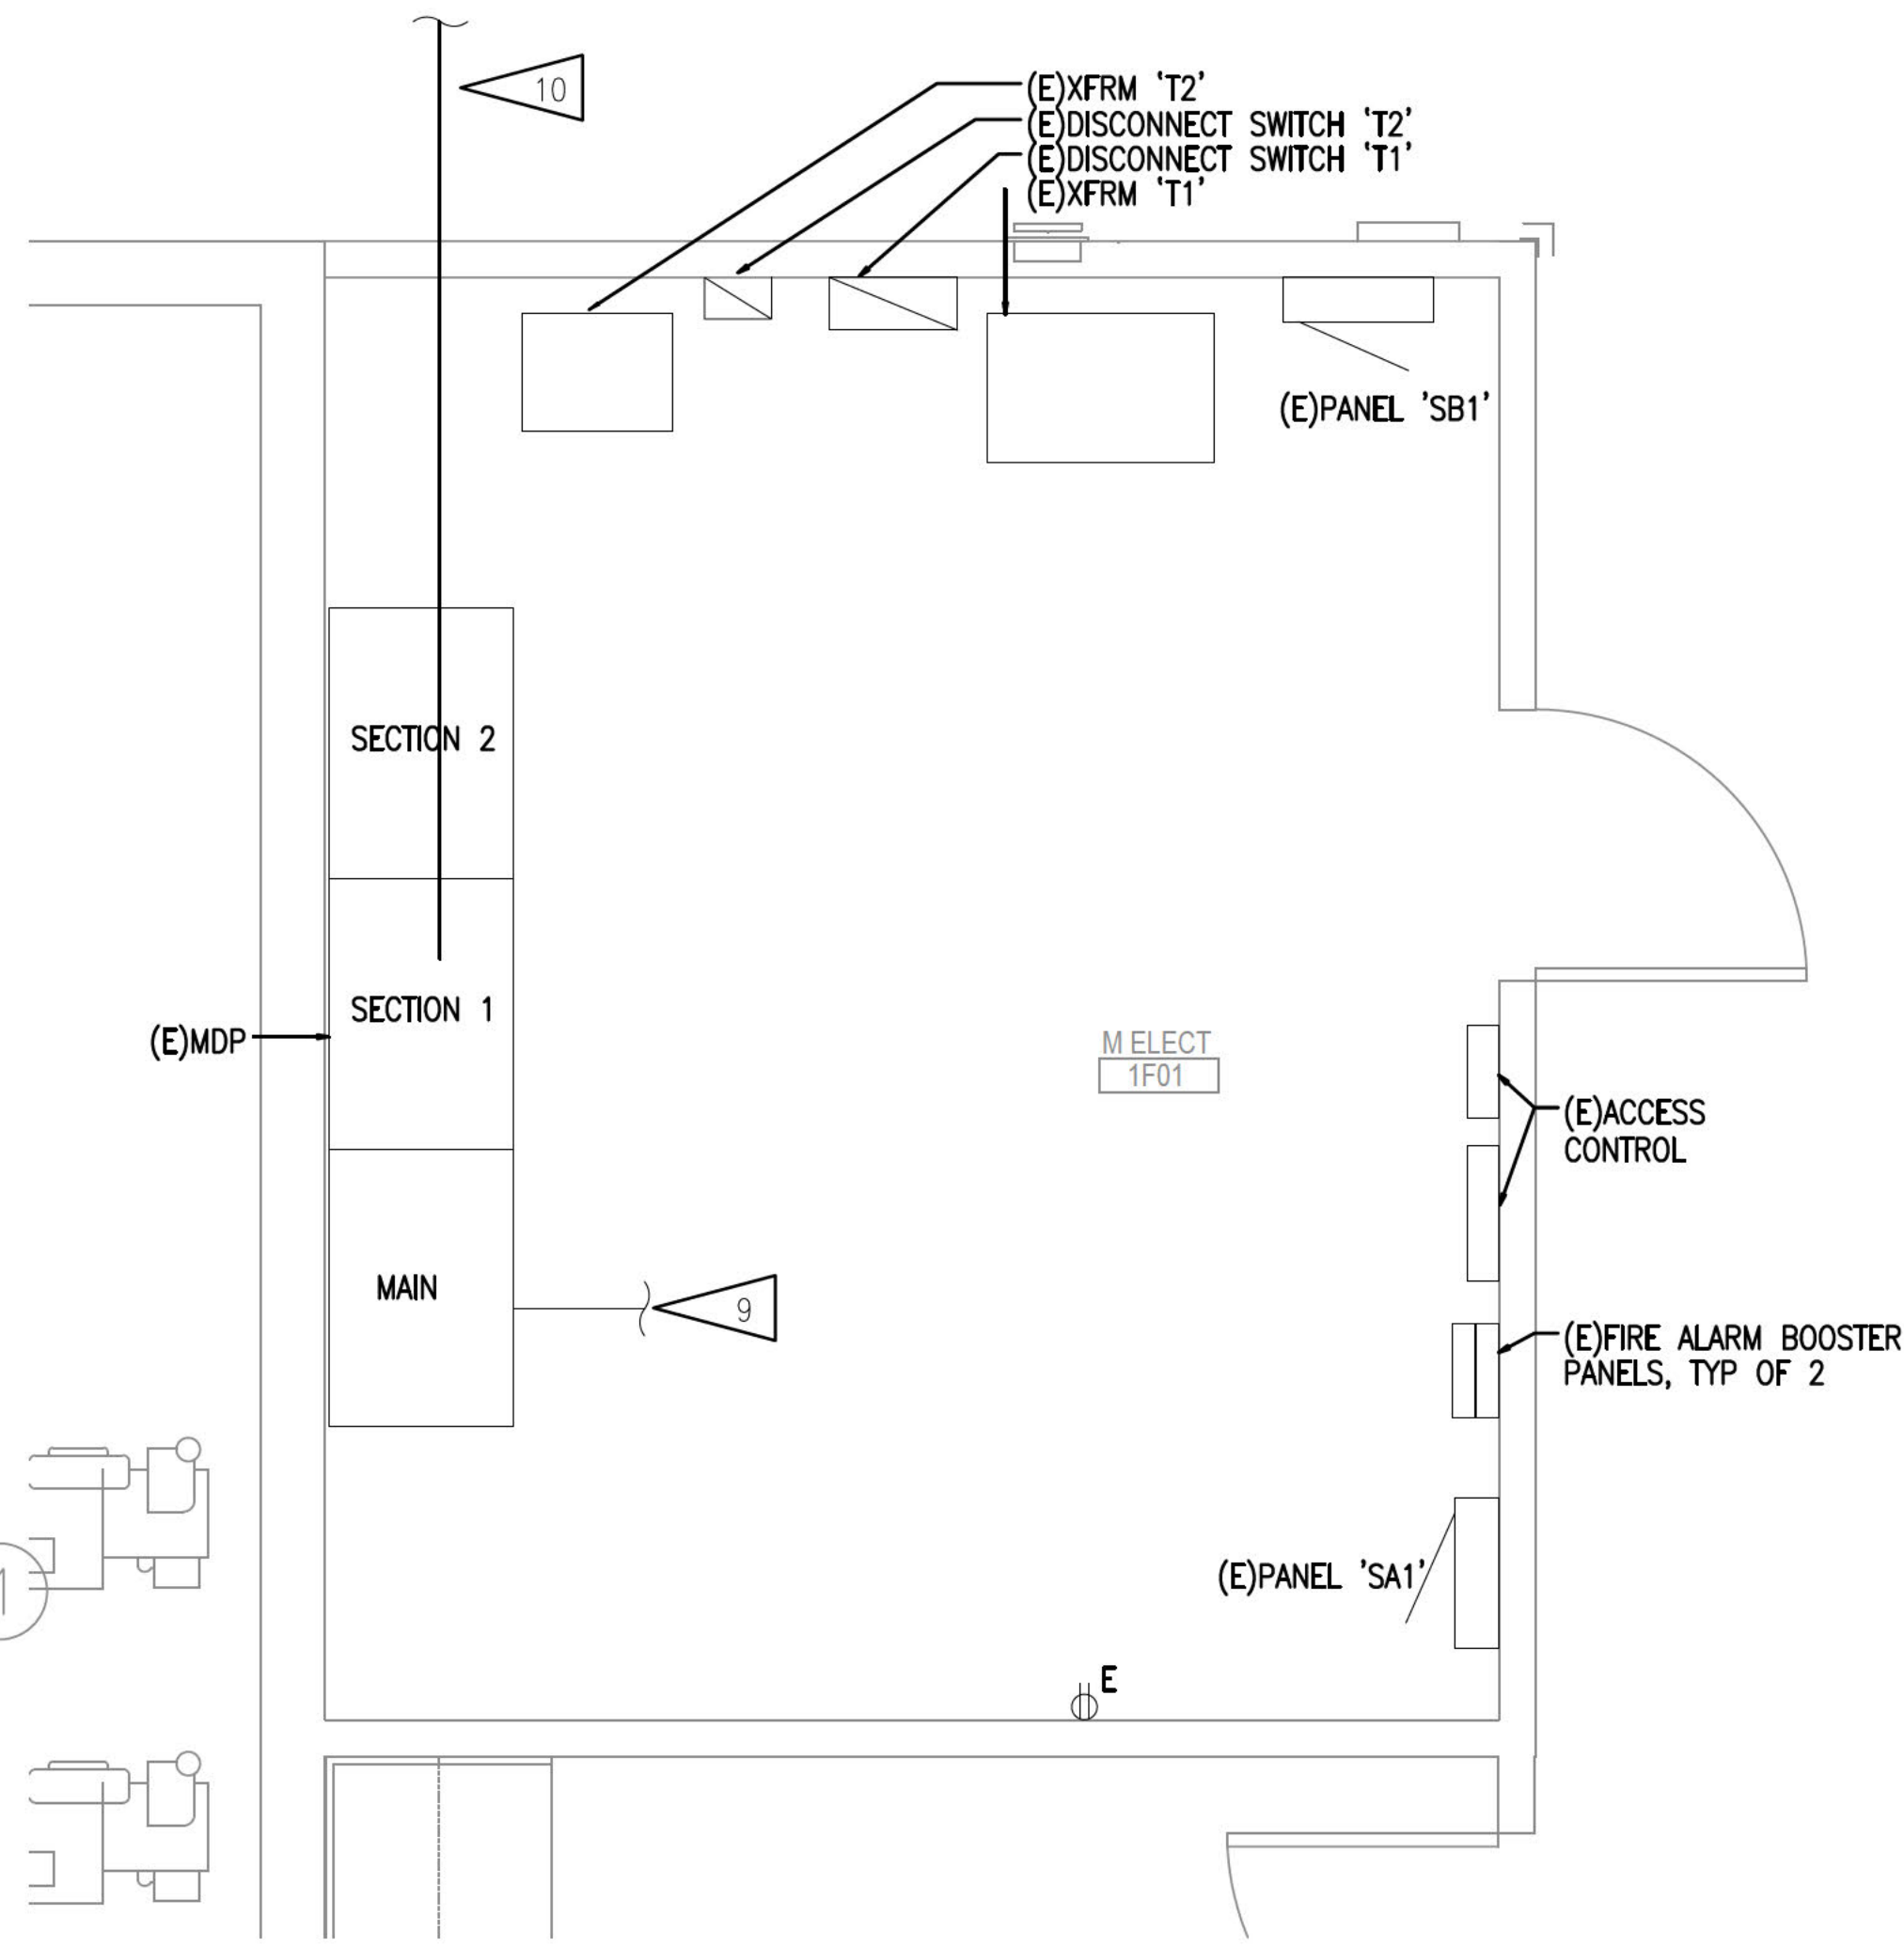 10
(E)XFRM 'T2'
(E)DISCONNECT SWITCH 'T2'
(E)DISCONNECT SWITCH 'T1'
(E)XFRM 'T1'
(E)PANEL 'SB1'
SECTION 2
SECTION 1
(E)MDP
M ELECT
1F01
(E)ACCESS
CONTROL
MAIN
9
(E)FIRE ALARM BOOSTER
PANELS, TYP OF 2
(E)PANEL 'SA1'
1
E